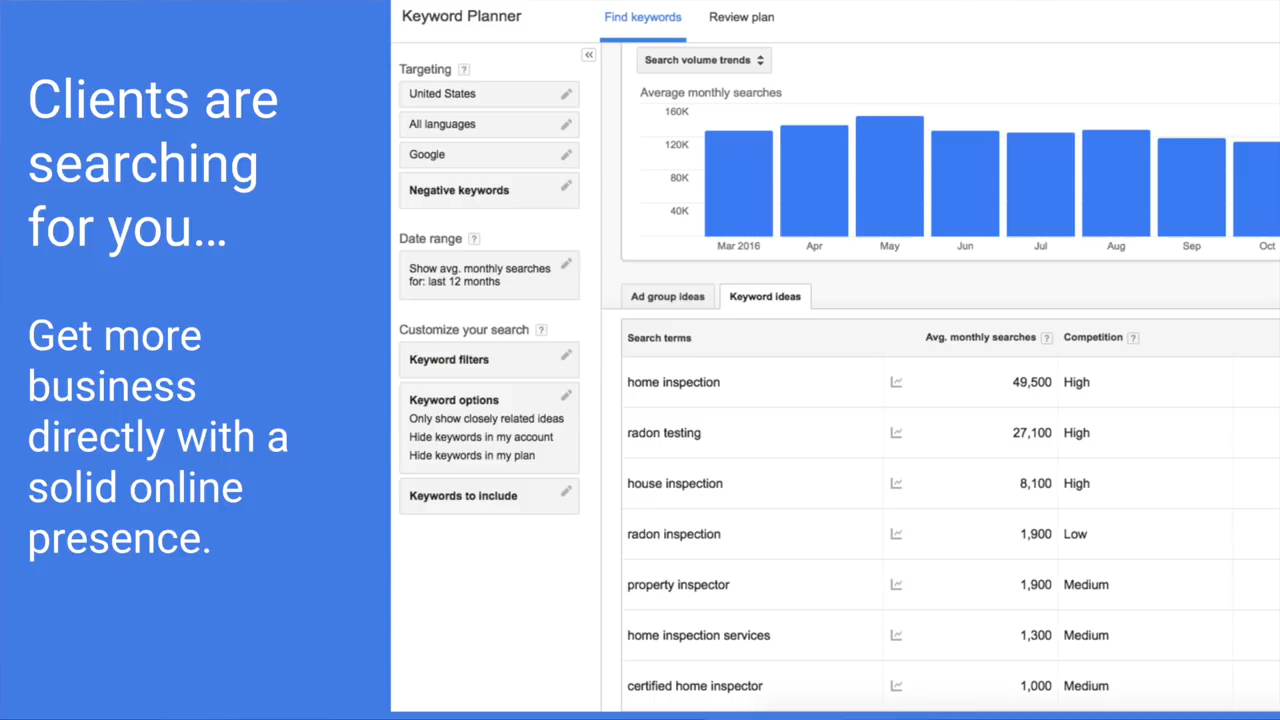 Clients are
searching
for you...
Get more
business
directly with a
solid online
presence.
Keyword Planner
Find keywords
Review plan
«
Targeting ?
United States
All languages
Google
Negative keywords
Date range ?
Show avg. monthly searches
for: last 12 months
Customize your search ?
Keyword filters
Keyword options
Only show closely related ideas
Hide keywords in my account
Hide keywords in my plan
Keywords to include
Search volume trends
Average monthly searches
160K
120K
80K
40K
Mar 2016 Apr May Jun Jul Aug Sep Oct
Ad group ideas Keyword ideas
Search terms Avg. monthly searches ? Competition ?
home inspection 49,500 High
radon testing 27,100 High
house inspection 8,100 High
radon inspection 1,900 Low
property inspector 1,900 Medium
home inspection services 1,300 Medium
certified home inspector 1,000 Medium